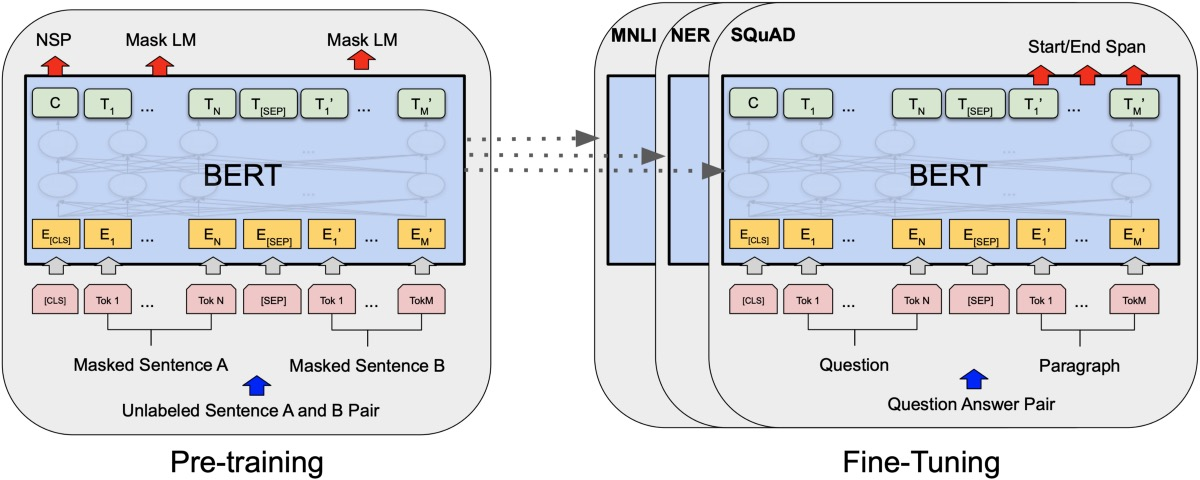 NSP Mask LM Mask LM
C T1 ... TN T[SEP] T1' ... TM'
...
BERT
...
E[CLS] E1 ... EN E[SEP] E1' ... EM'
[CLS] Tok 1 ... Tok N [SEP] Tok 1 ... TokM
Masked Sentence A Masked Sentence B
Unlabeled Sentence A and B Pair
Pre-training
MNLI NER SQuAD
Start/End Span
C T1 ... TN T[SEP] T1' ... TM'
...
BERT
...
E[CLS] E1 ... EN E[SEP] E1' ... EM'
[CLS] Tok 1 ... Tok N [SEP] Tok 1 ... TokM
Question Paragraph
Question Answer Pair
Fine-Tuning